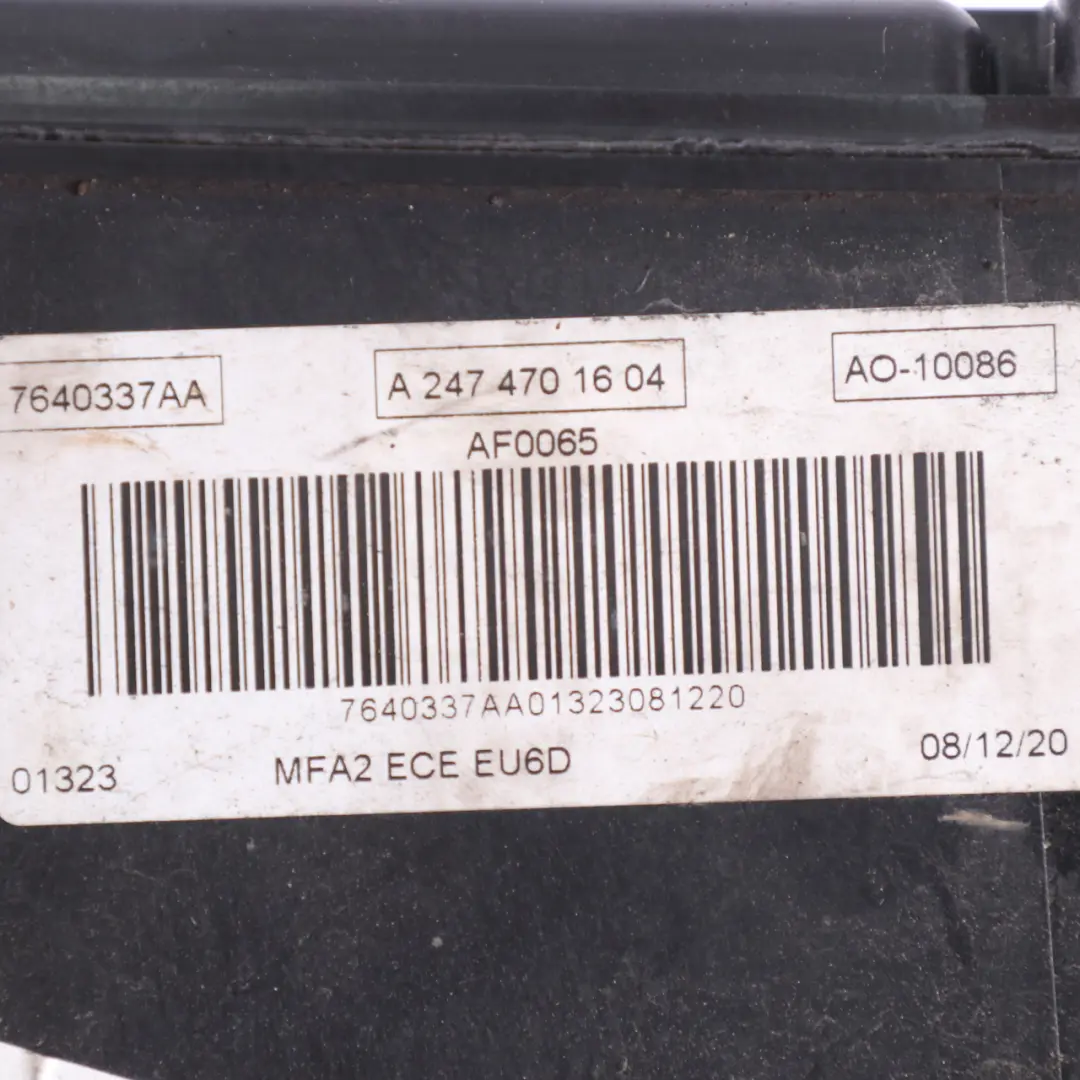 7640337AA
A 247 470 16 04
AO-10086
AF0065
7640337AA01323081220
01323
MFA2 ECE EU6D
08/12/20